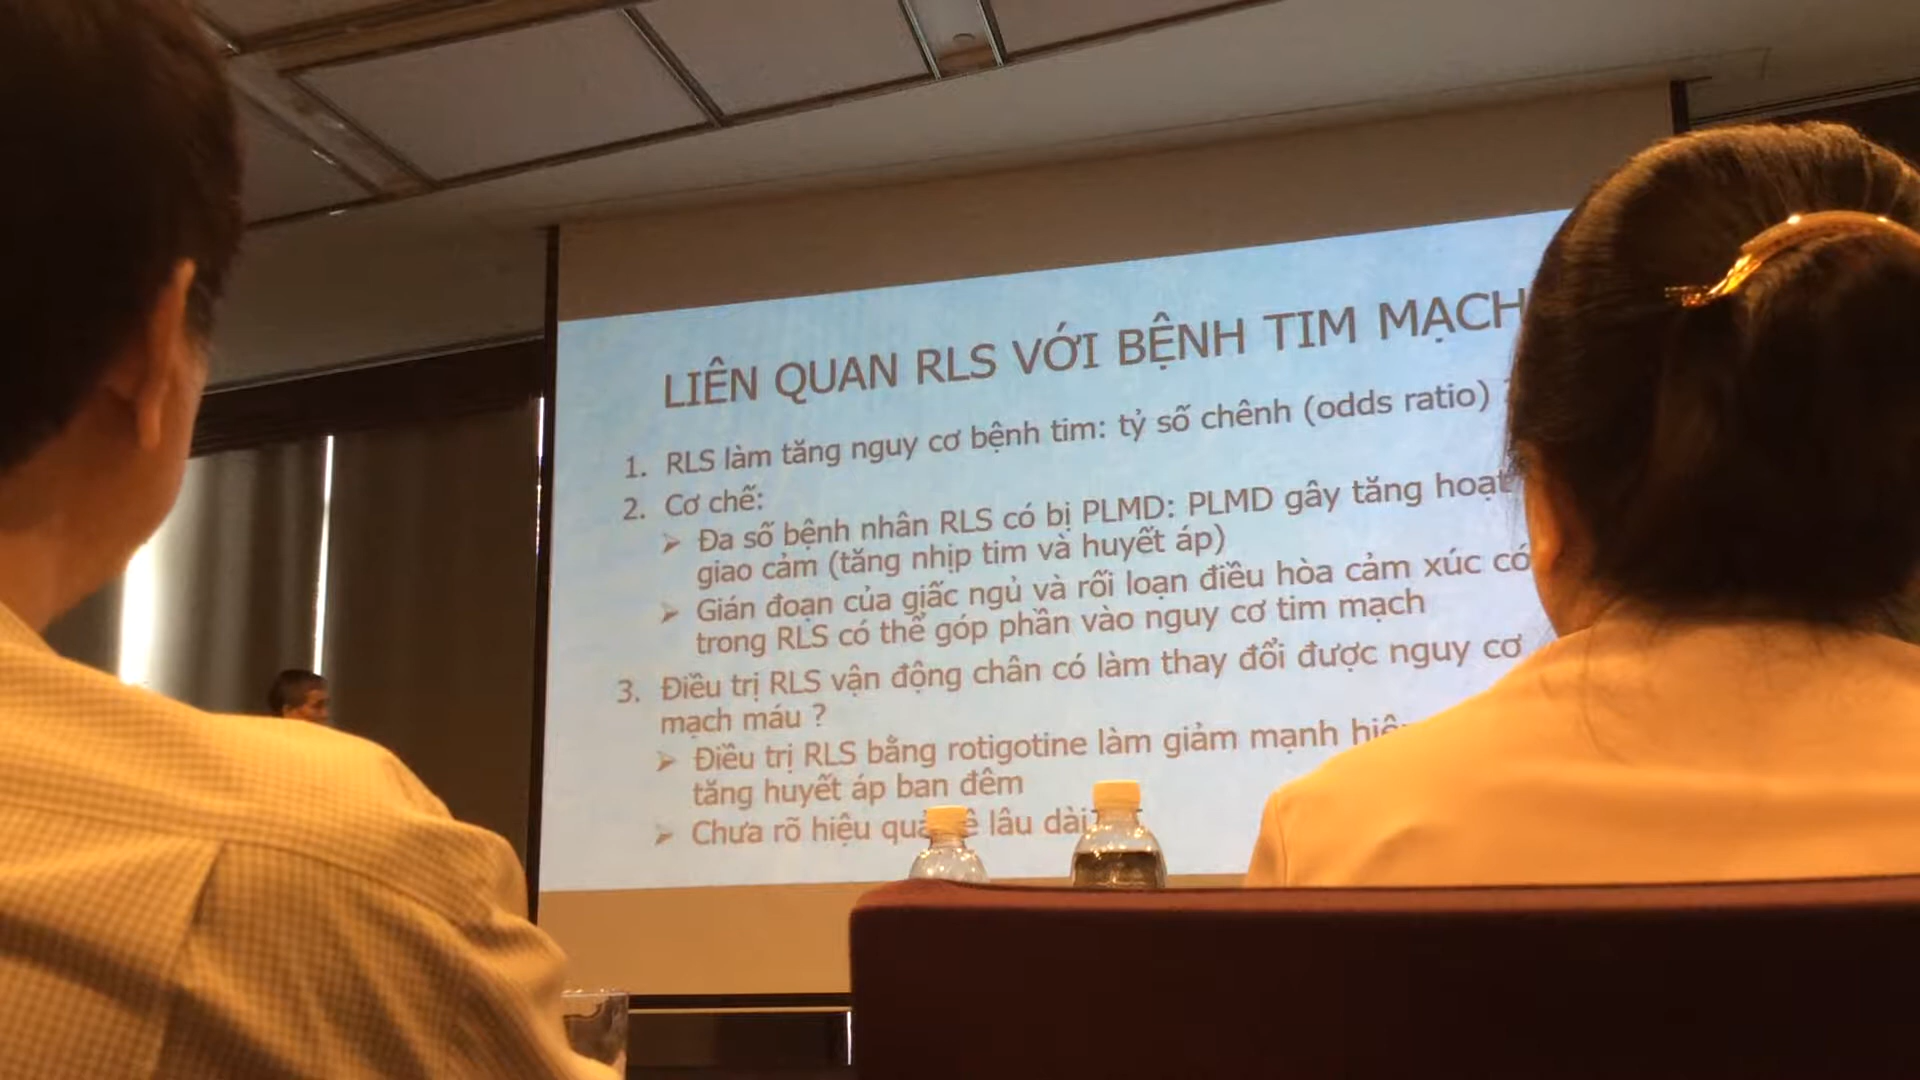 LIÊN QUAN RLS VỚI BỆNH TIM MẠCH
1. RLS làm tăng nguy cơ bệnh tim: tỷ số chênh (odds ratio)
2. Cơ chế:
➢ Đa số bệnh nhân RLS có bị PLMD: PLMD gây tăng hoạt
giao cảm (tăng nhịp tim và huyết áp)
➢ Gián đoạn của giấc ngủ và rối loạn điều hòa cảm xúc có
trong RLS có thể góp phần vào nguy cơ tim mạch
3. Điều trị RLS vận động chân có làm thay đổi được nguy cơ
mạch máu ?
➢ Điều trị RLS bằng rotigotine làm giảm mạnh
tăng huyết áp ban đêm
➢ Chưa rõ hiệu lâu dài